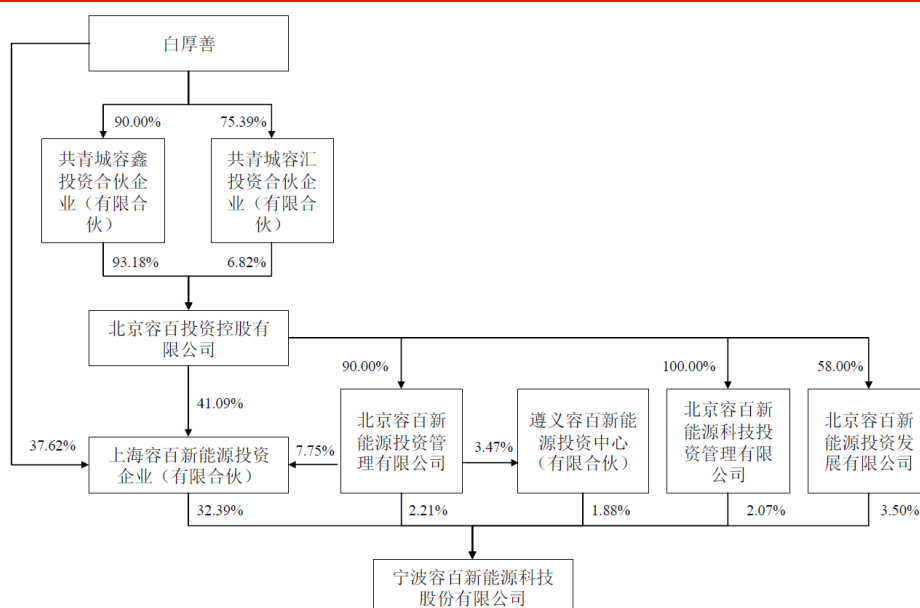 白厚善
90.00%
75.39%
共青城容鑫
投资合伙企
业（有限合
伙）
共青城容汇
投资合伙企
业（有限合
伙）
93.18%
6.82%
北京容百投资控股有
限公司
90.00%
100.00%
58.00%
41.09%
37.62%
上海容百新能源投资
企业（有限合伙）
7.75%
北京容百新
能源投资管
理有限公司
3.47%
遵义容百新能
源投资中心
（有限合伙）
北京容百新
能源科技投
资管理有限
公司
北京容百新
能源投资发
展有限公司
32.39%
2.21%
1.88%
2.07%
3.50%
宁波容百新能源科技
股份有限公司